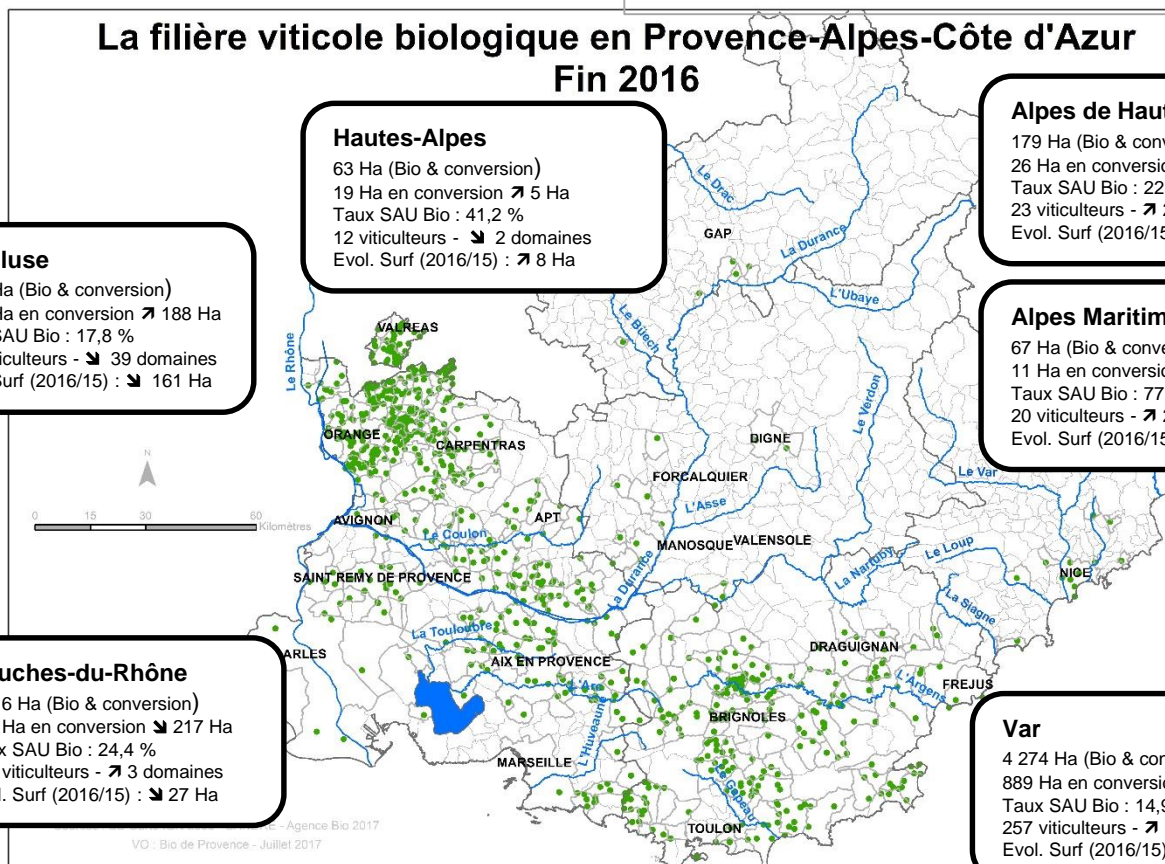 La filière viticole biologique en Provence-Alpes-Côte d'Azur
Fin 2016
Hautes-Alpes
63 Ha (Bio & conversion)
19 Ha en conversion ↗ 5 Ha
Taux SAU Bio : 41,2 %
12 viticulteurs - ↘ 2 domaines
Evol. Surf (2016/15) : ↗ 8 Ha
Alpes de Haut
179 Ha (Bio & conv
26 Ha en conversio
Taux SAU Bio : 22
23 viticulteurs - ↗
Evol. Surf (2016/15
luse
Ha (Bio & conversion)
Ha en conversion ↗ 188 Ha
SAU Bio : 17,8 %
iculteurs - ↘ 39 domaines
Surf (2016/15) : ↘ 161 Ha
Alpes Maritim
67 Ha (Bio & conve
11 Ha en conversio
Taux SAU Bio : 77
20 viticulteurs - ↗
Evol. Surf (2016/15
uches-du-Rhône
6 Ha (Bio & conversion)
Ha en conversion ↘ 217 Ha
x SAU Bio : 24,4 %
viticulteurs - ↗ 3 domaines
l. Surf (2016/15) : ↘ 27 Ha
Var
4 274 Ha (Bio & con
889 Ha en conversio
Taux SAU Bio : 14,9
257 viticulteurs - ↗
Evol. Surf (2016/15)
Le Drac
GAP
La Durance
L'Ubaye
Le Büech
VALREAS
Le Rhône
Le Verdon
ORANGE
CARPENTRAS
DIGNE
FORCALQUIER
Le Var
L'Asse
N
0 15 30 60
Kilomètres
AVIGNON
APT
Le Coulon
MANOSQUE
VALENSOLE
La Nartuby
Le Loup
NICE
SAINT REMY DE PROVENCE
La Durance
La Siagne
La Touloubre
ARLES
AIX EN PROVENCE
DRAGUIGNAN
L'Arc
L'Argens
FREJUS
BRIGNOLES
L'Huveaune
MARSEILLE
Le Gapeau
TOULON
- Agence Bio 2017
VO : Bio de Provence - Juillet 2017